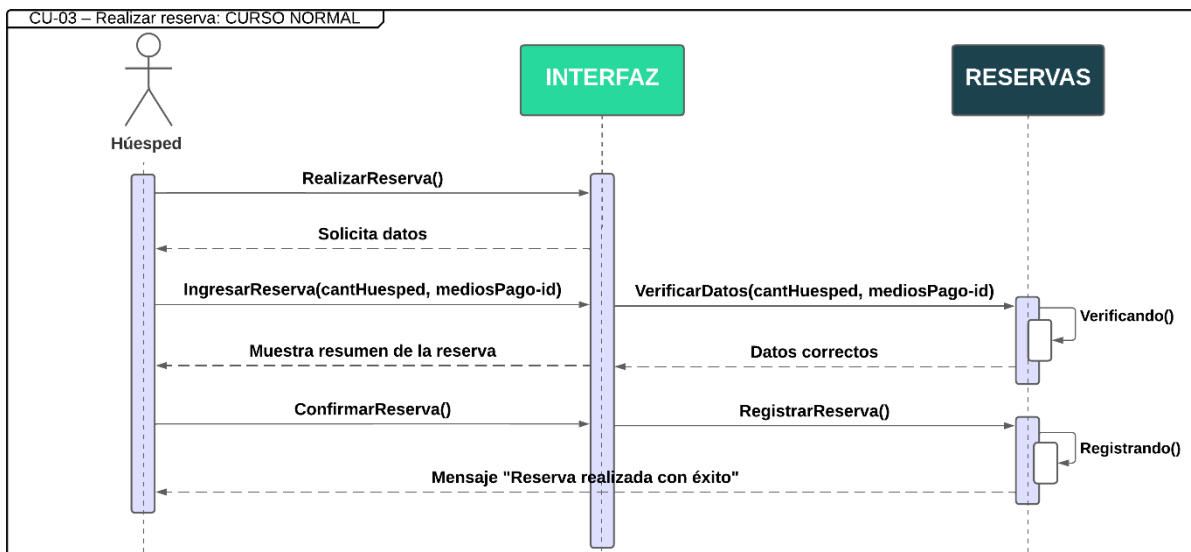 CU-03 – Realizar reserva: CURSO NORMAL
INTERFAZ
RESERVAS
Húesped
RealizarReserva()
Solicita datos
IngresarReserva(cantHuesped, mediosPago-id)
VerificarDatos(cantHuesped, mediosPago-id)
Verificando()
Muestra resumen de la reserva
Datos correctos
ConfirmarReserva()
RegistrarReserva()
Registrando()
Mensaje "Reserva realizada con éxito"